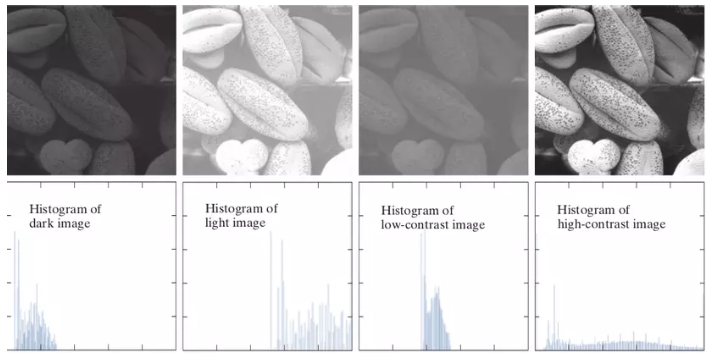 Histogram of
dark image
Histogram of
light image
Histogram of
low-contrast image
Histogram of
high-contrast image